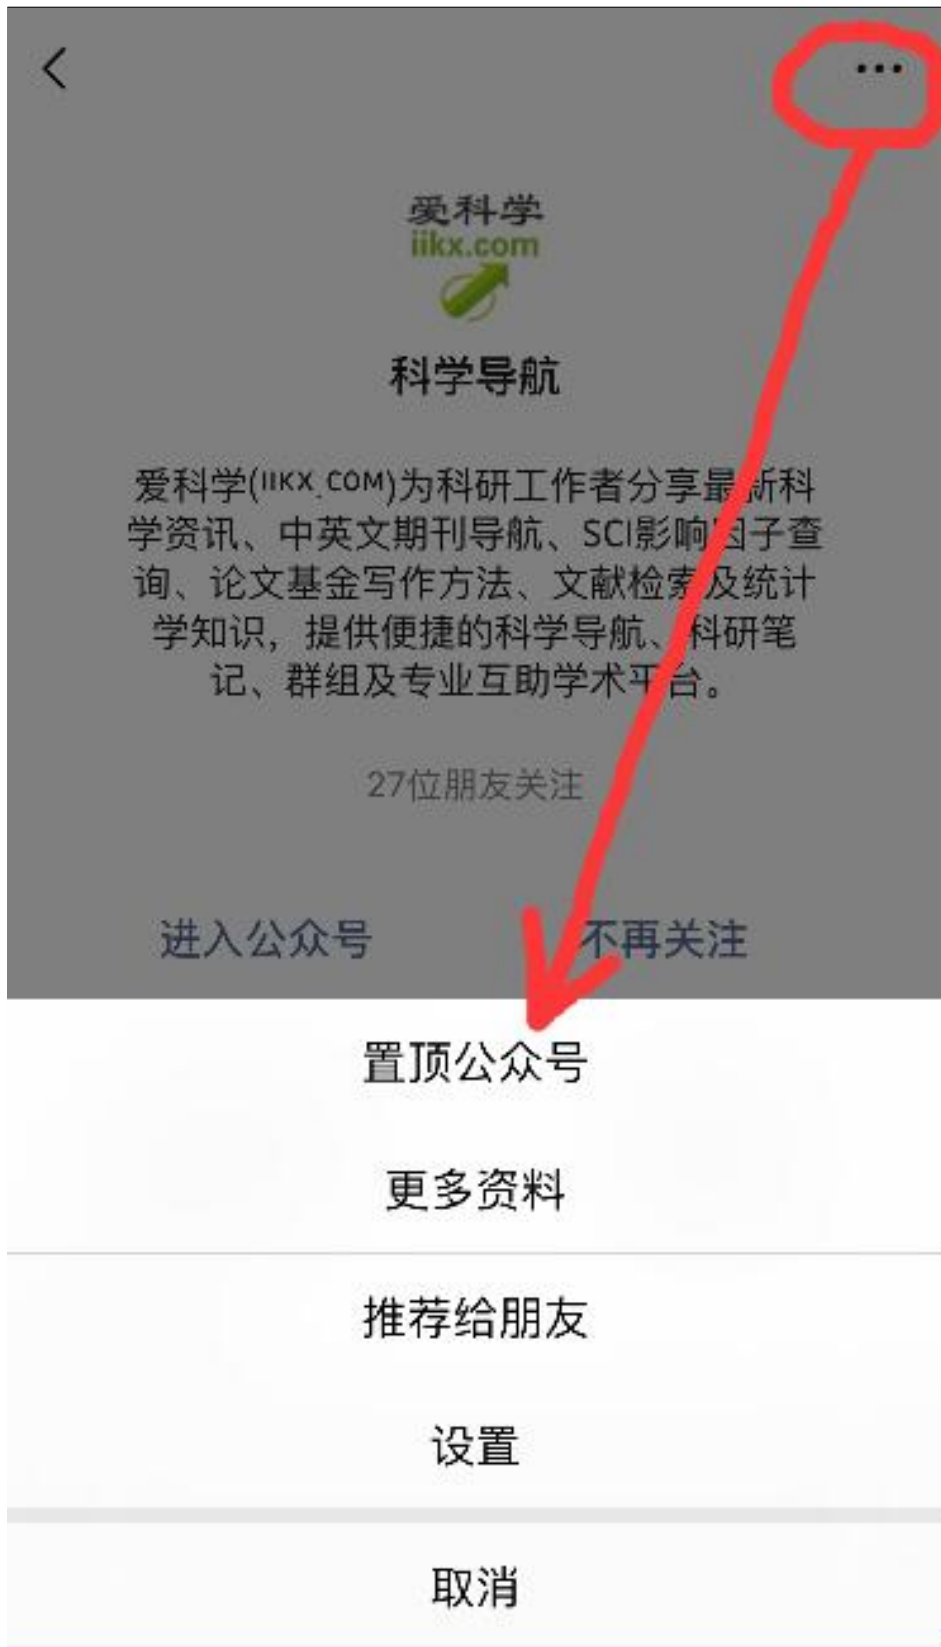 爱科学
iikx.com
科学导航
爱科学(IIKX.COM)为科研工作者分享最新科
学资讯、中英文期刊导航、SCI影响因子查
询、论文基金写作方法、文献检索及统计
学知识，提供便捷的科学导航、科研笔
记、群组及专业互助学术平台。
27位朋友关注
进入公众号
不再关注
置顶公众号
更多资料
推荐给朋友
设置
取消